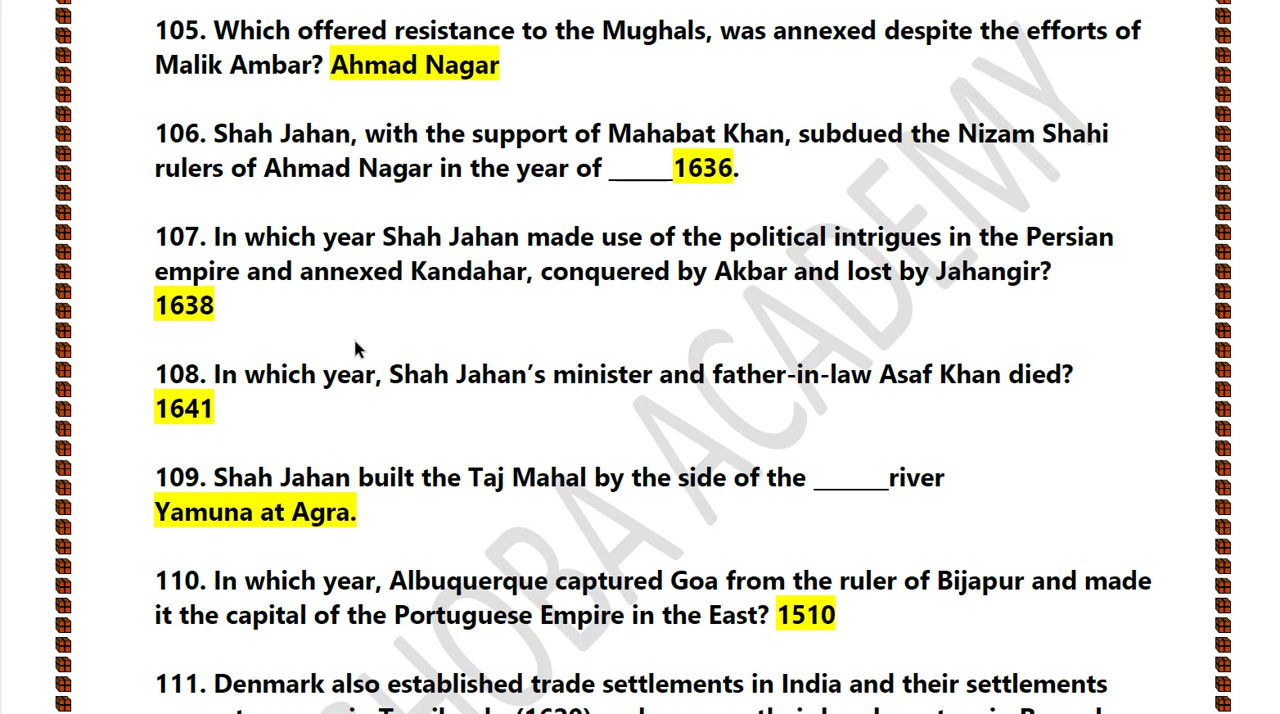 105. Which offered resistance to the Mughals, was annexed despite the efforts of
Malik Ambar? Ahmad Nagar
106. Shah Jahan, with the support of Mahabat Khan, subdued the Nizam Shahi
rulers of Ahmad Nagar in the year of _____1636.
107. In which year Shah Jahan made use of the political intrigues in the Persian
empire and annexed Kandahar, conquered by Akbar and lost by Jahangir?
1638
108. In which year, Shah Jahan’s minister and father-in-law Asaf Khan died?
1641
109. Shah Jahan built the Taj Mahal by the side of the ______river
Yamuna at Agra.
110. In which year, Albuquerque captured Goa from the ruler of Bijapur and made
it the capital of the Portuguese Empire in the East? 1510
111. Denmark also established trade settlements in India and their settlements
HOBA ACADEMY